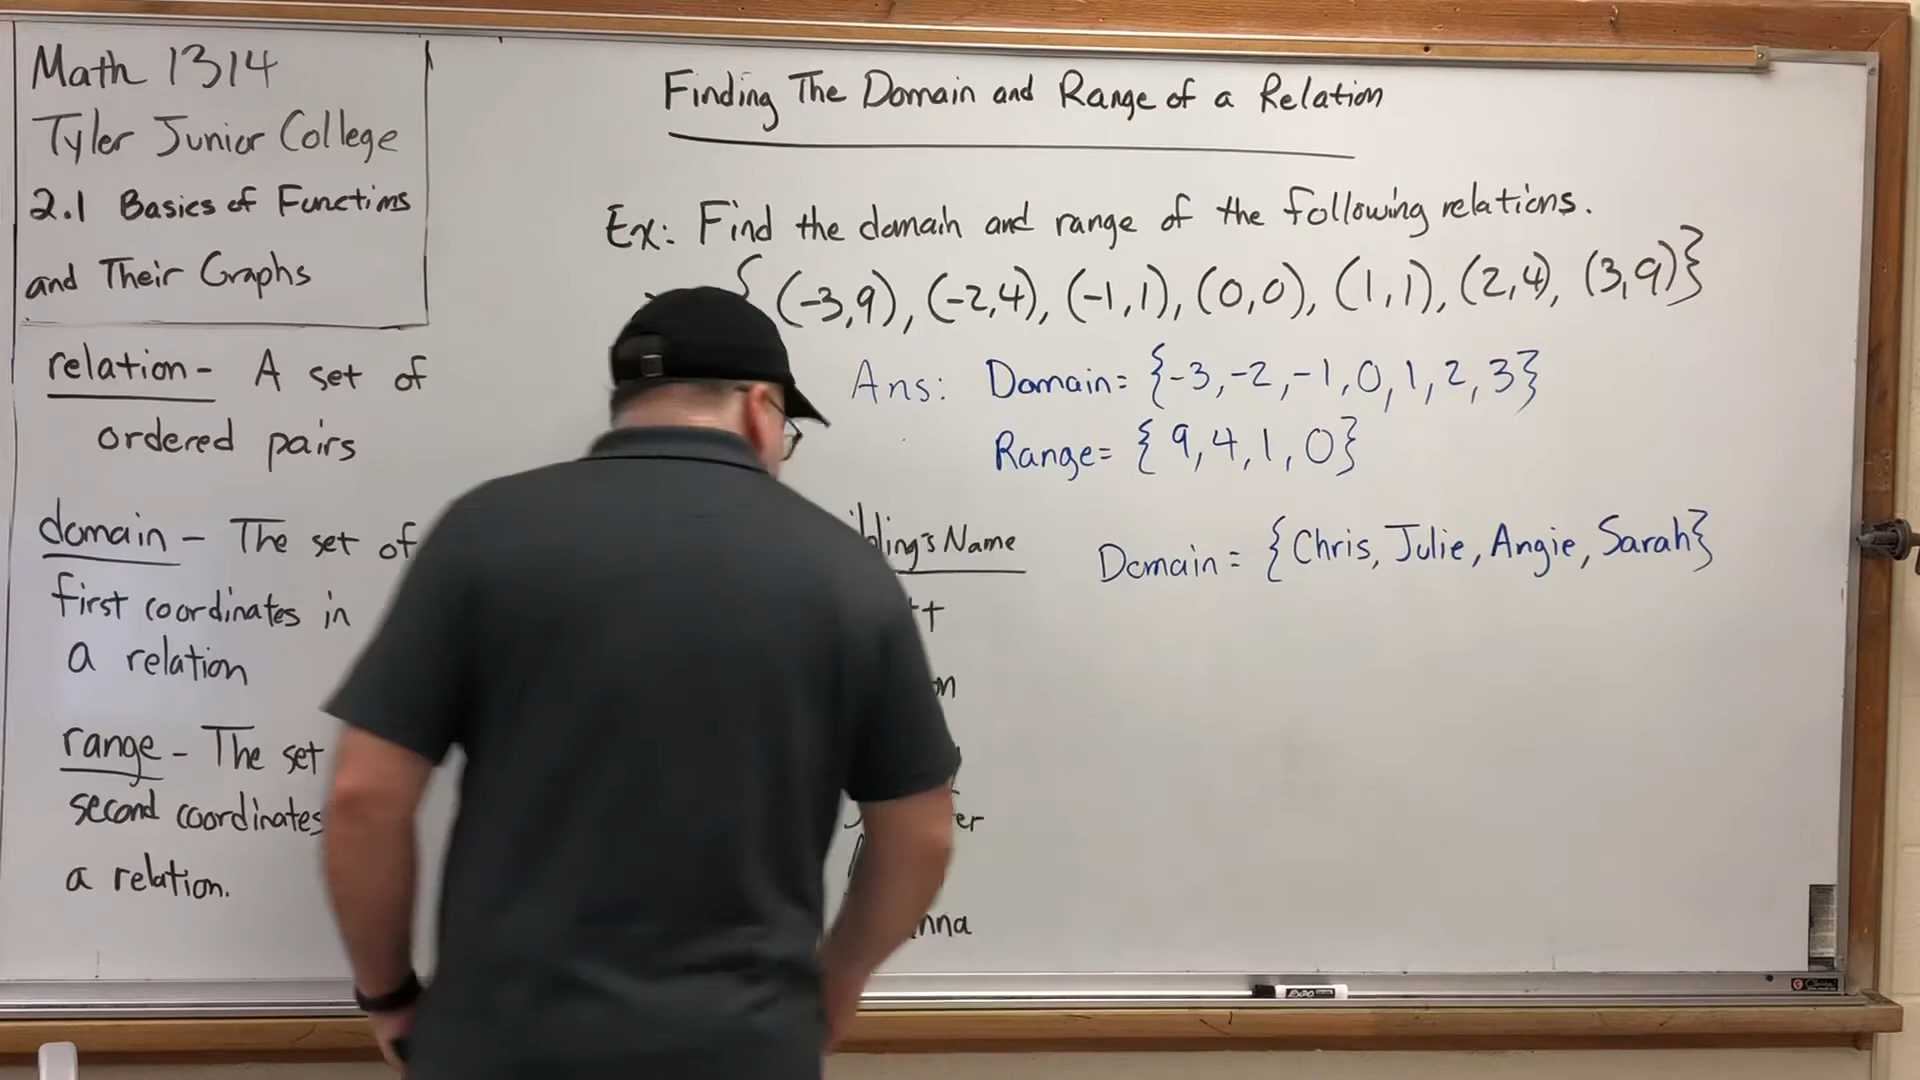 Math 1314
Tyler Junior College
2.1 Basics of Functions
and Their Graphs
relation - A set of
ordered pairs
domain - The set of
first coordinates in
a relation
range - The set
second coordinates
a relation.
Finding The Domain and Range of a Relation
Ex: Find the domain and range of the following relations.
{(-3,9), (-2,4), (-1,1), (0,0), (1,1), (2,4), (3,9)}
Ans: Domain= {-3,-2,-1,0,1,2,3}
Range= {9,4,1,0}
Name
Domain = {Chris, Julie, Angie, Sarah}
EXPO